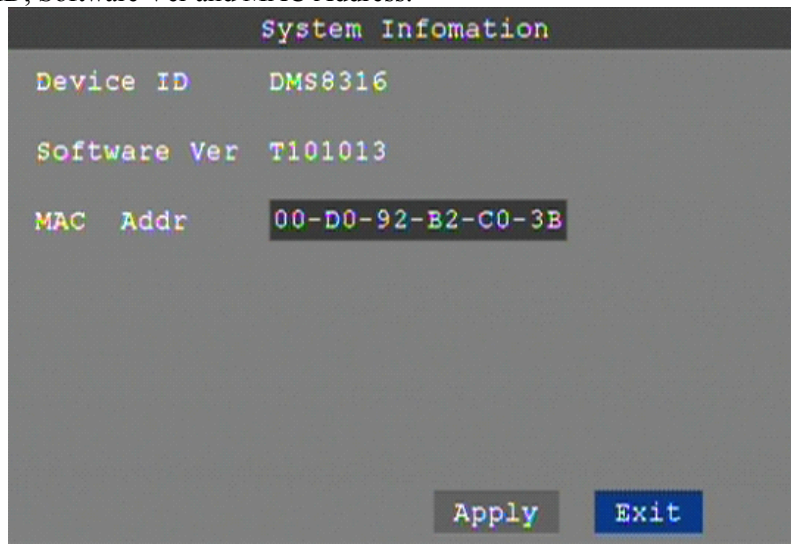 System Infomation
Device ID DMS8316
Software Ver T101013
MAC Addr 00-D0-92-B2-C0-3B
Apply Exit